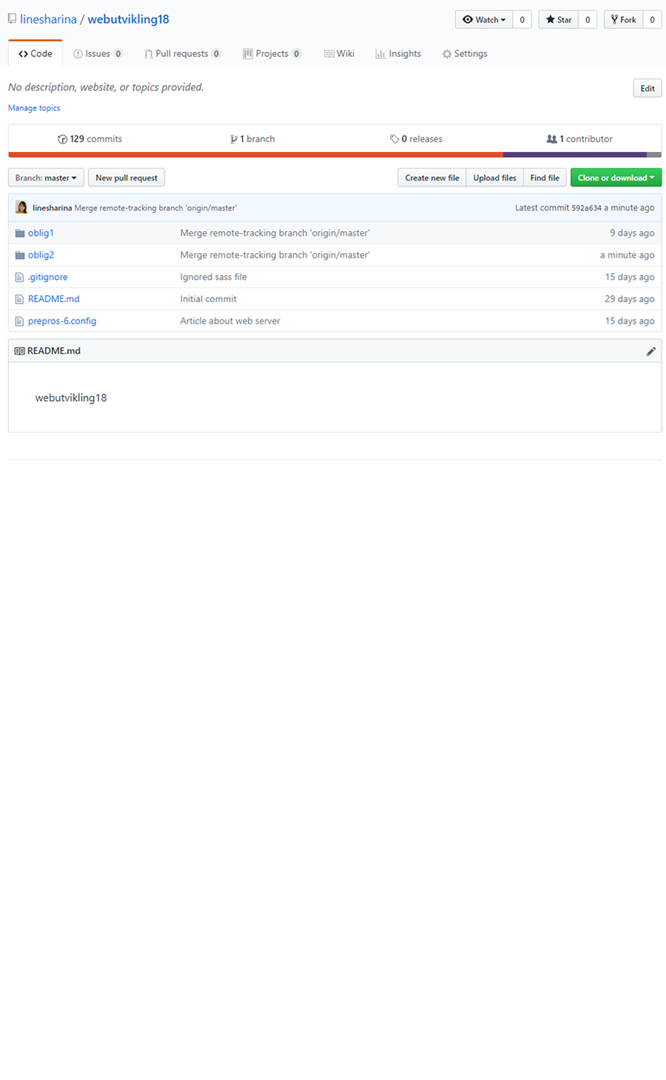 linesharina / webutvikling18 Watch 0 Star 0 Fork 0
Code Issues 0 Pull requests 0 Projects 0 Wiki Insights Settings
No description, website, or topics provided. Edit
Manage topics
129 commits 1 branch 0 releases 1 contributor
Branch: master New pull request Create new file Upload files Find file Clone or download
linesharina Merge remote-tracking branch 'origin/master' Latest commit 592a634 a minute ago
oblig1 Merge remote-tracking branch 'origin/master' 9 days ago
oblig2 Merge remote-tracking branch 'origin/master' a minute ago
.gitignore Ignored sass file 15 days ago
README.md Initial commit 29 days ago
prepros-6.config Article about web server 15 days ago
README.md
webutvikling18